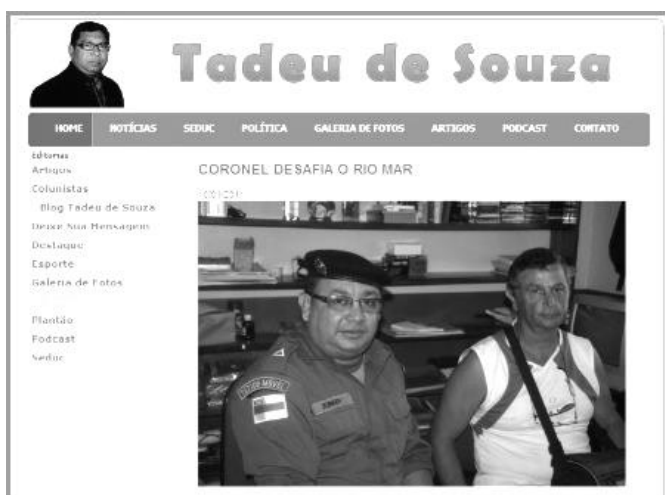 Tadeu de Souza
HOME NOTÍCIAS SEDUC POLÍTICA GALERIA DE FOTOS ARTIGOS PODCAST CONTATO
Editorias
Artigos
Colunistas
Blog Tadeu de Souza
Deixe Sua Mensagem
Destaque
Esporte
Galeria de Fotos
Plantão
Podcast
Seduc
CORONEL DESAFIA O RIO MAR